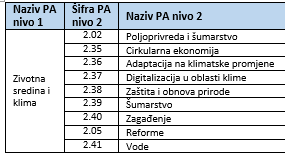 Naziv PA nivo 1 Šifra PA nivo 2 Naziv PA nivo 2
Životna sredina i klima
2.02 Poljoprivreda i šumarstvo
2.35 Cirkularna ekonomija
2.36 Adaptacija na klimatske promjene
2.37 Digitalizacija u oblasti klime
2.38 Zaštita i obnova prirode
2.39 Šumarstvo
2.40 Zagađenje
2.05 Reforme
2.41 Vode